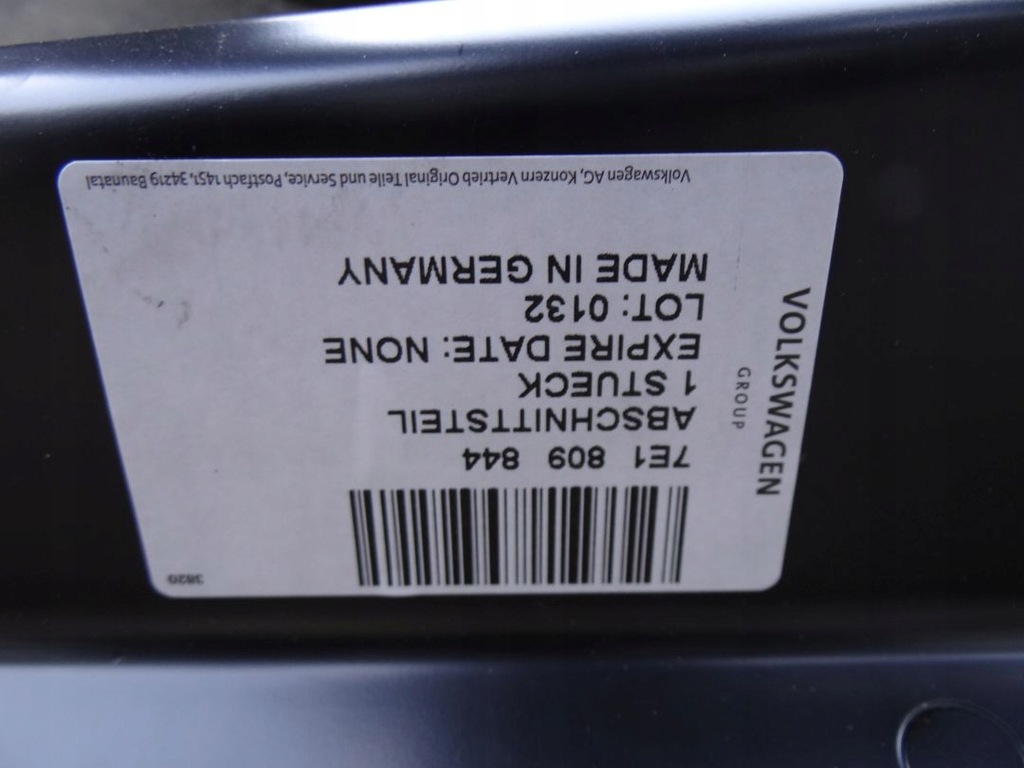 3820
7E1 809 844
ABSCHNITTSTEIL
1 STUECK
EXPIRE DATE: NONE
LOT: 0132
MADE IN GERMANY
VOLKSWAGEN
GROUP
Volkswagen AG, Konzern Vertrieb Original Teile und Service, Postfach 1451, 34219 Baunatal